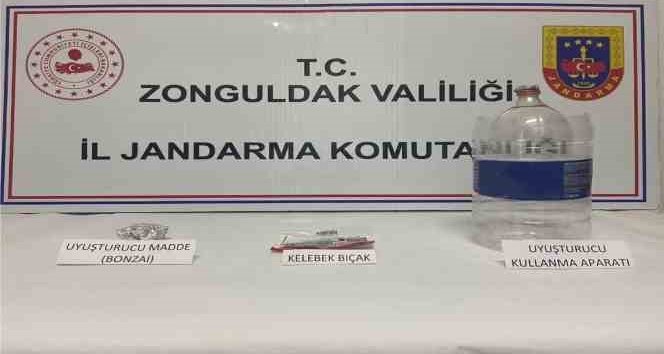 T.C.
ZONGULDAK VALİLİĞİ
İL JANDARMA KOMUTA
JANDARMA
UYUŞTURUCU MADDE
(BONZAİ)
KELEBEK BIÇAK
UYUŞTURUCU
KULLANMA APARATI